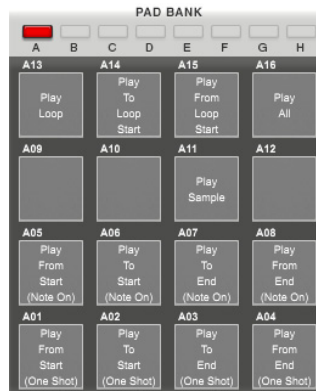 PAD BANK
A B C D E F G H
A13 A14 A15 A16
Play
Loop
Play
To
Loop
Start
Play
From
Loop
Start
Play
All
A09 A10 A11 A12
Play
Sample
A05 A06 A07 A08
Play
From
Start
(Note On)
Play
To
Start
(Note On)
Play
To
End
(Note On)
Play
From
End
(Note On)
A01 A02 A03 A04
Play
From
Start
(One Shot)
Play
To
Start
(One Shot)
Play
To
End
(One Shot)
Play
From
End
(One Shot)